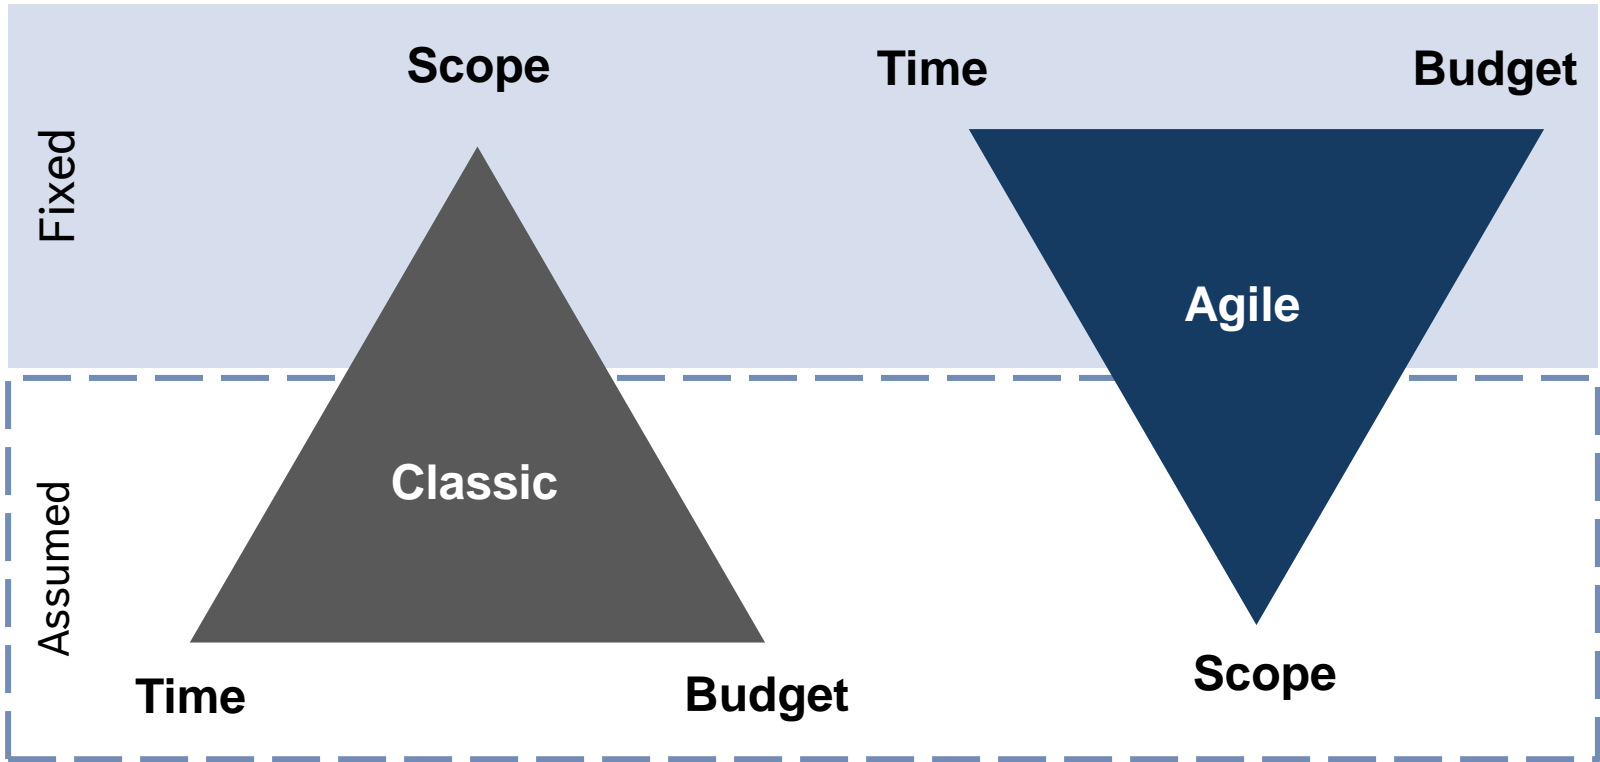 Scope
Time
Budget
Fixed
Agile
Classic
Assumed
Time
Budget
Scope